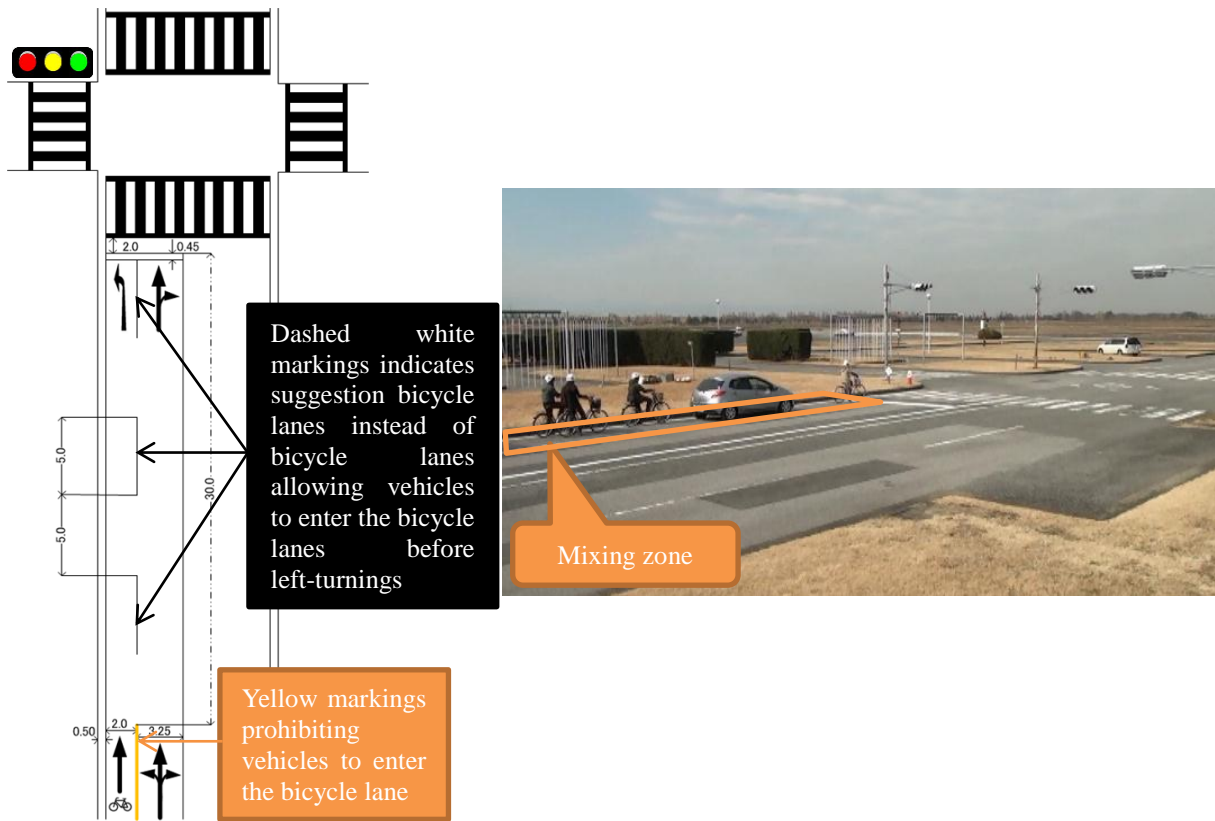 2.0
0.45
Dashed white
markings indicates
suggestion bicycle
lanes instead of
bicycle lanes
allowing vehicles
to enter the bicycle
lanes before
left-turnings
5.0
30.0
5.0
Mixing zone
Yellow markings
prohibiting
vehicles to enter
the bicycle lane
0.50
2.0
3.25